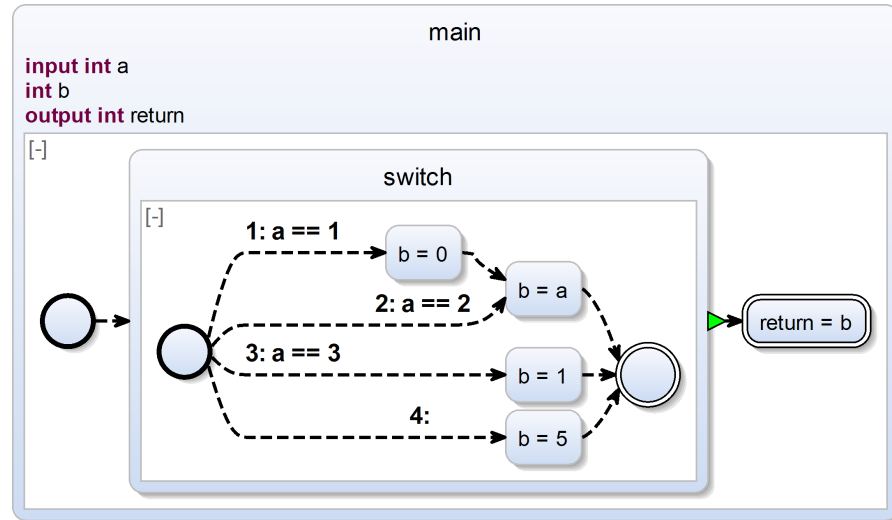 main
input int a
int b
output int return
[-]
switch
[-]
1: a == 1
b = 0
b = a
2: a == 2
return = b
3: a == 3
b = 1
4:
b = 5